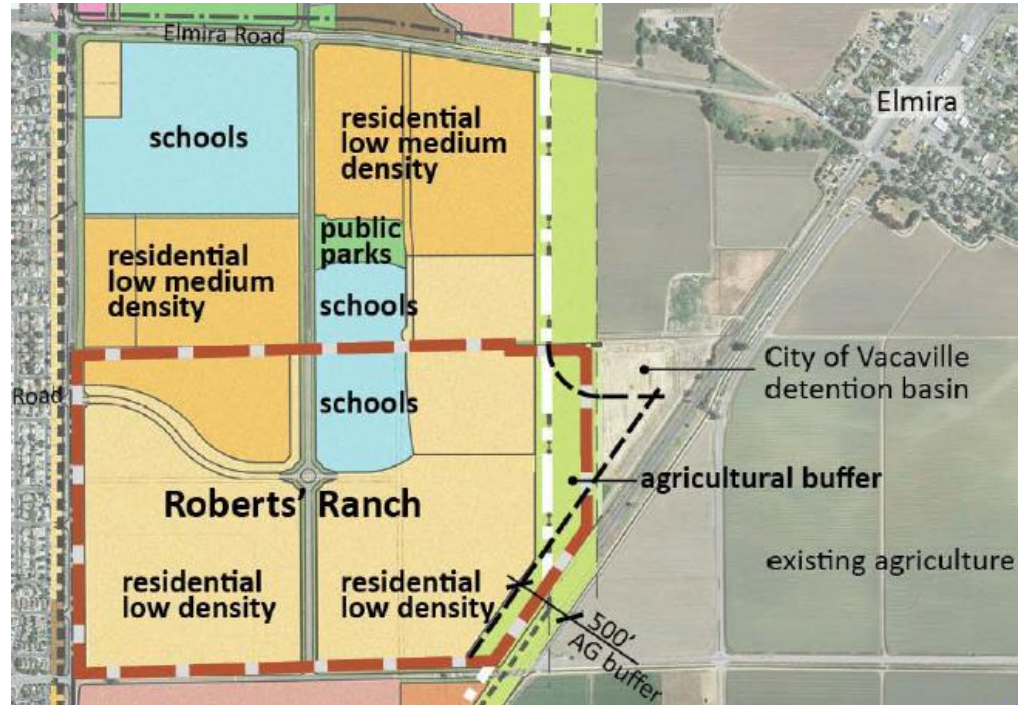 Elmira Road
Elmira
schools
residential
low medium
density
public
parks
residential
low medium
density
schools
City of Vacaville
detention basin
Road
schools
agricultural buffer
Roberts' Ranch
existing agriculture
residential
low density
residential
low density
500'
AG buffer